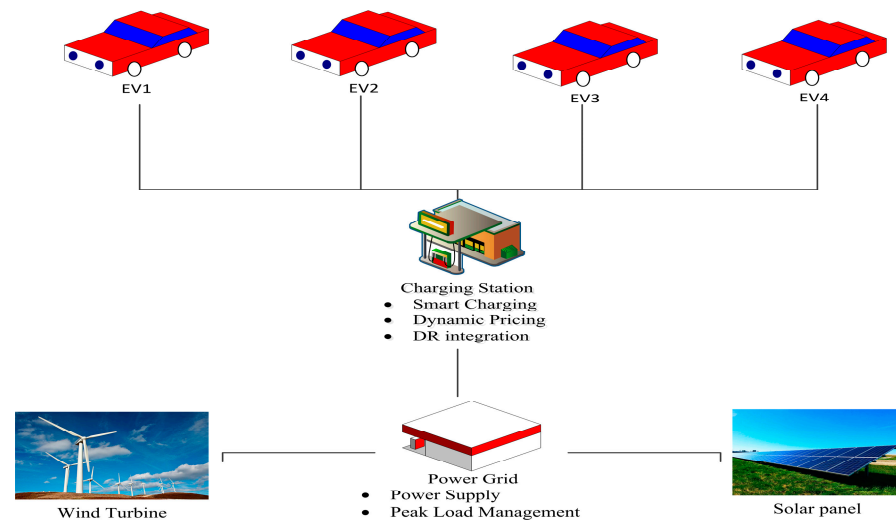 EV1
EV2
EV3
EV4
Charging Station
• Smart Charging
• Dynamic Pricing
• DR integration
Power Grid
• Power Supply
• Peak Load Management
Wind Turbine
Solar panel